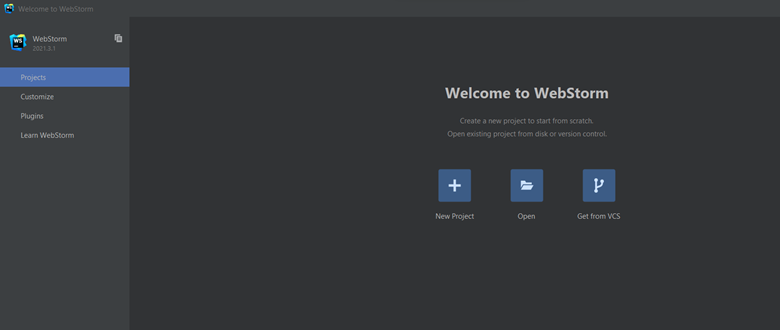 Welcome to WebStorm
WS
WebStorm
2021.3.1
Projects
Customize
Plugins
Learn WebStorm
Welcome to WebStorm
Create a new project to start from scratch.
Open existing project from disk or version control.
New Project
Open
Get from VCS